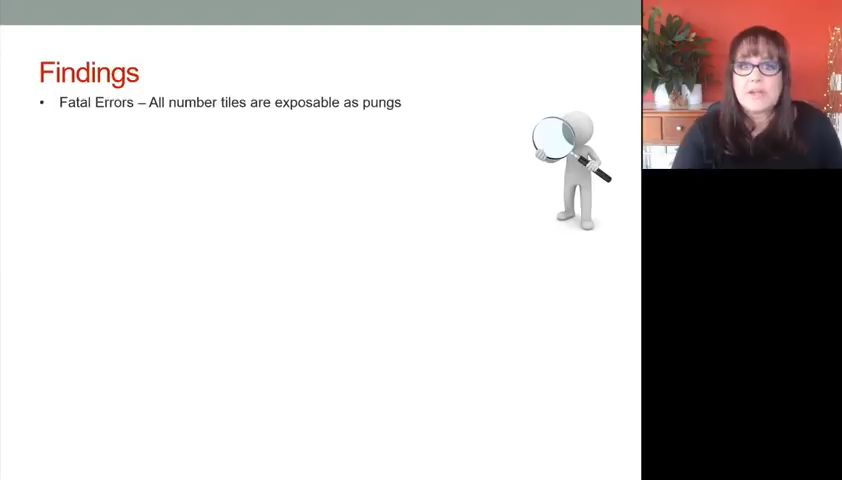 Findings
• Fatal Errors – All number tiles are exposable as pungs